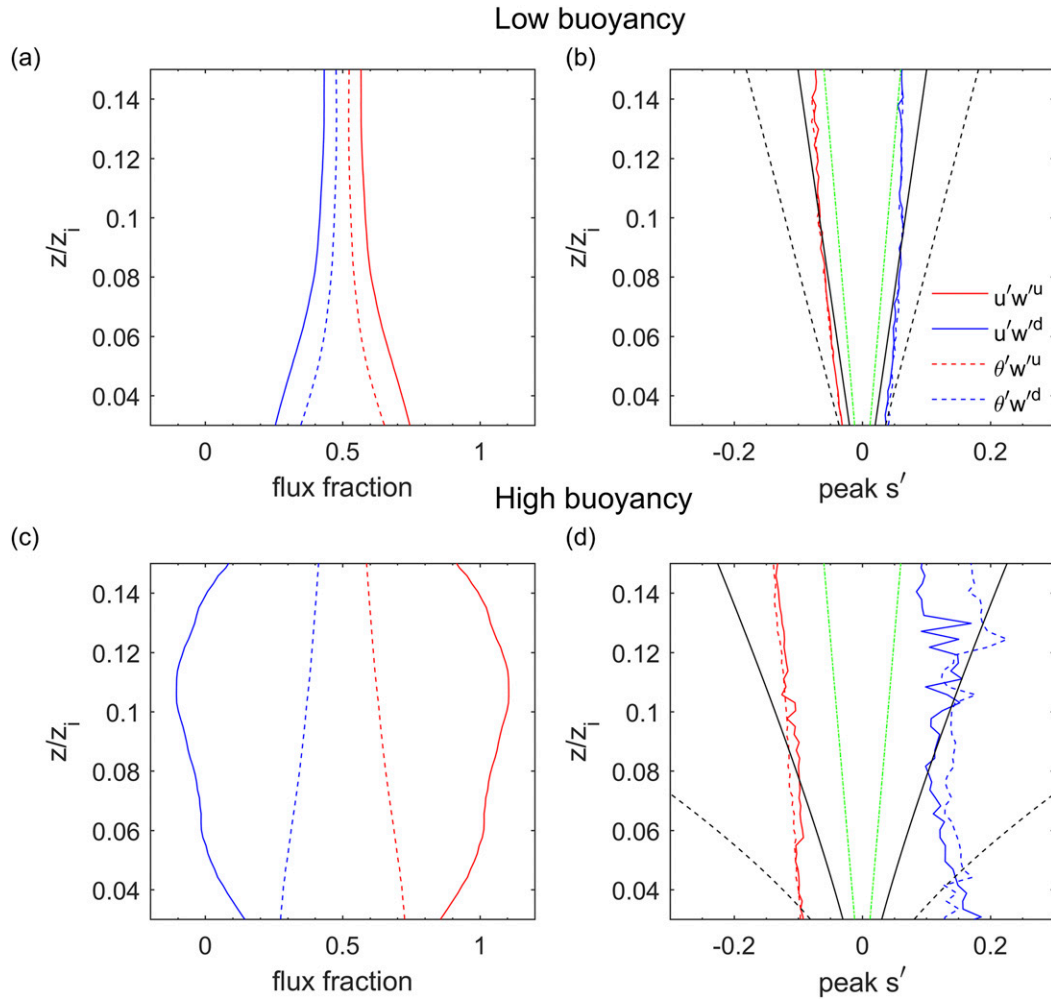 Low buoyancy
(a)
(b)
z/z_i
0.14
0.12
0.1
0.08
0.06
0.04
0
0.5
1
flux fraction
z/z_i
0.14
0.12
0.1
0.08
0.06
0.04
u′w′ᵘ
u′w′ᵈ
θ′w′ᵘ
θ′w′ᵈ
-0.2
0
0.2
peak s′
High buoyancy
(c)
(d)
z/z_i
0.14
0.12
0.1
0.08
0.06
0.04
0
0.5
1
flux fraction
z/z_i
0.14
0.12
0.1
0.08
0.06
0.04
-0.2
0
0.2
peak s′